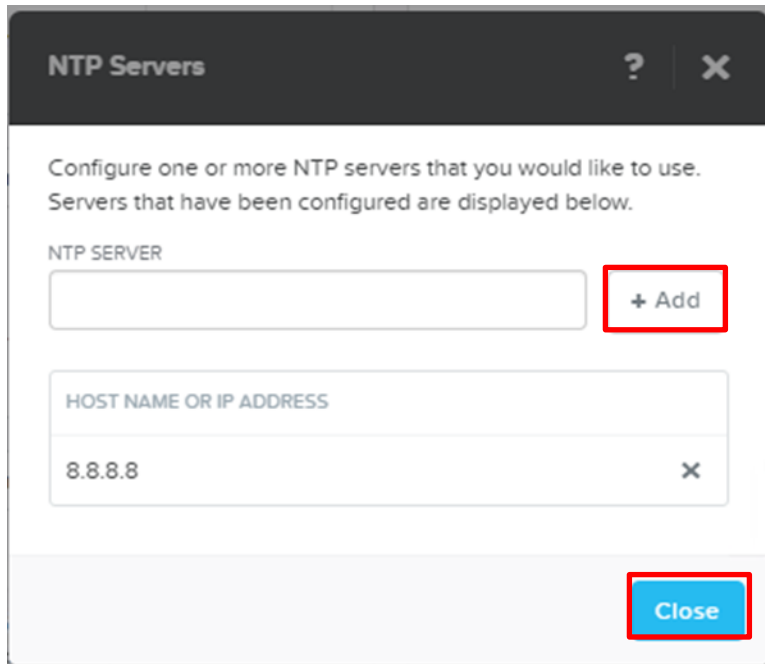 NTP Servers
?
×
Configure one or more NTP servers that you would like to use.
Servers that have been configured are displayed below.
NTP SERVER
+ Add
HOST NAME OR IP ADDRESS
8.8.8.8
×
Close